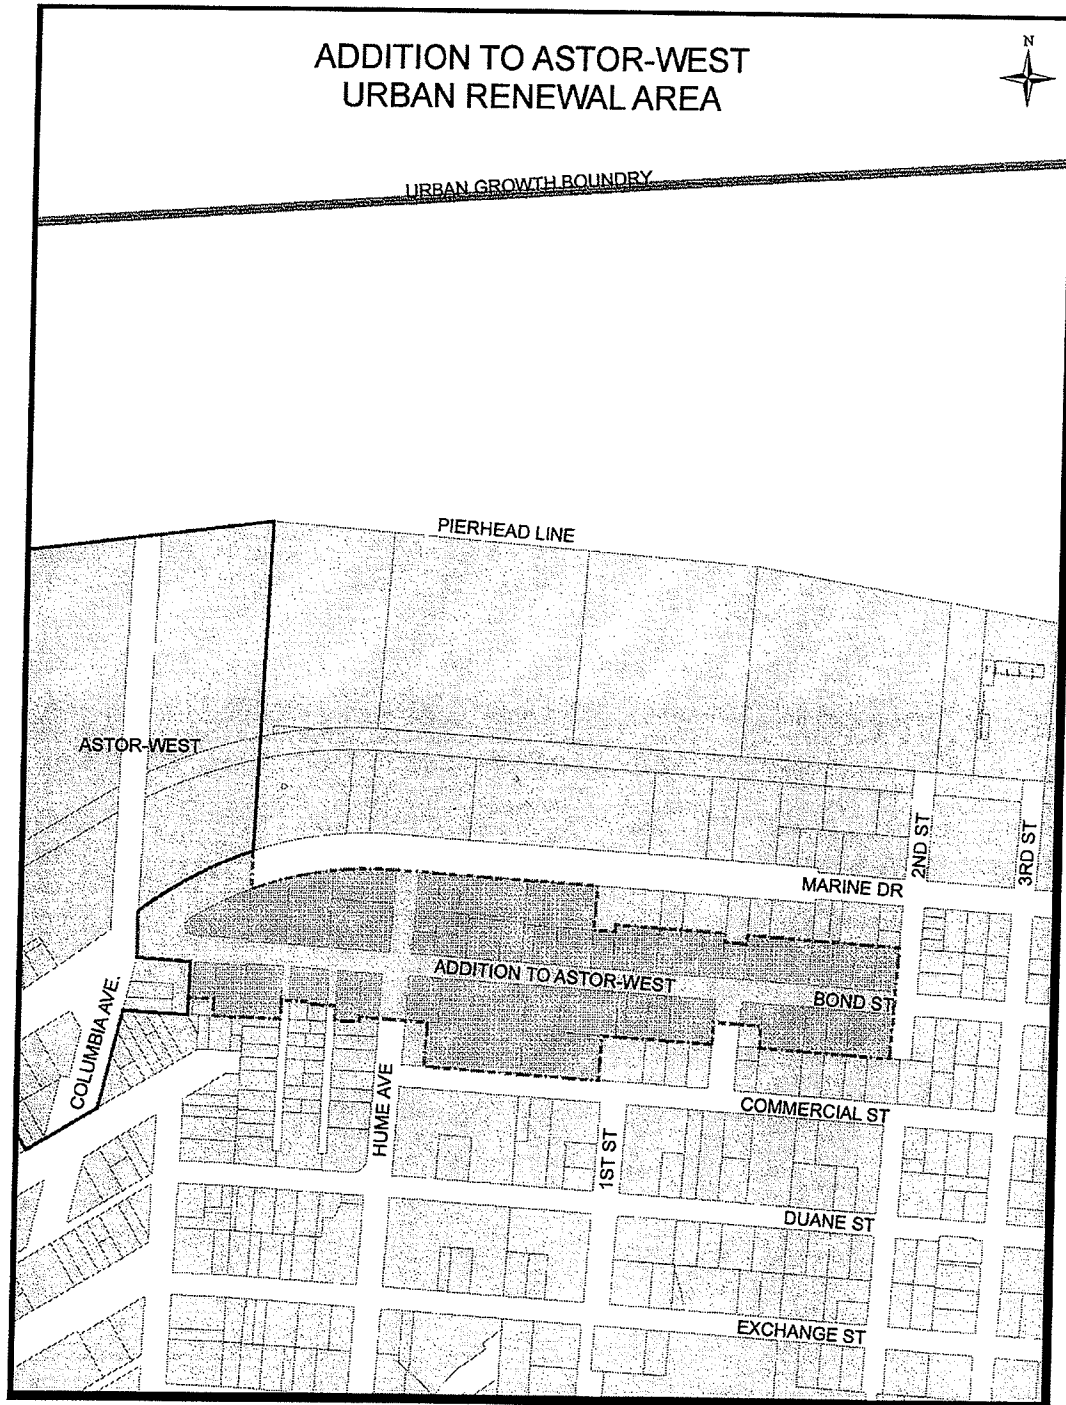 ADDITION TO ASTOR-WEST
URBAN RENEWAL AREA
N
URBAN GROWTH BOUNDRY
PIERHEAD LINE
ASTOR-WEST
2ND ST
3RD ST
MARINE DR
ADDITION TO ASTOR-WEST
BOND ST
COLUMBIA AVE.
HUME AVE
COMMERCIAL ST
1ST ST
DUANE ST
EXCHANGE ST